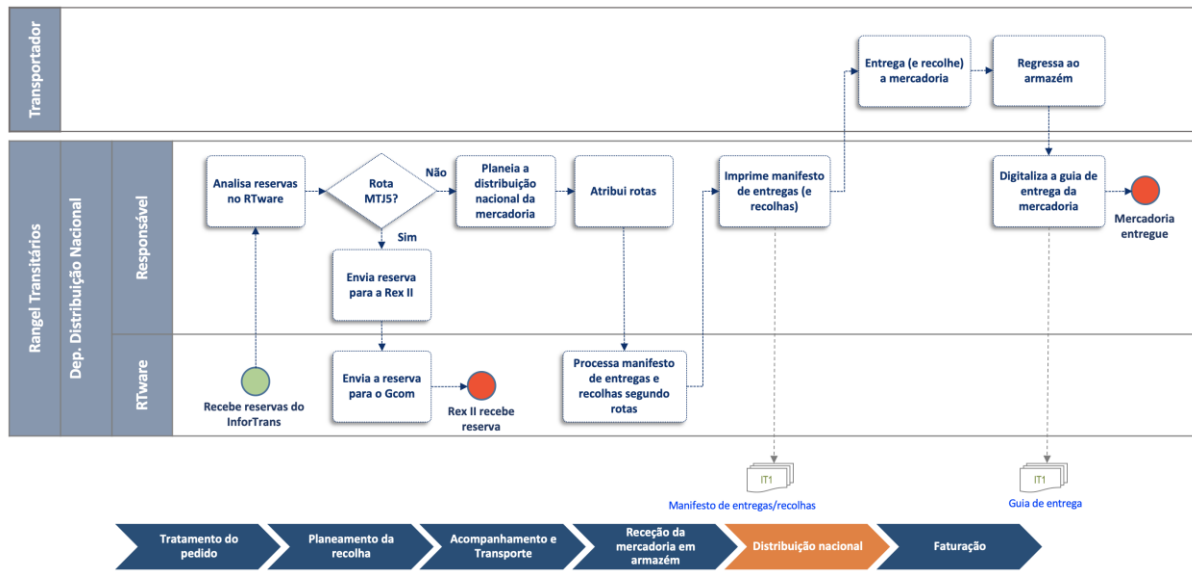 Transportador
Entrega (e recolhe)
a mercadoria
Regressa ao
armazém
Rangel Transitários
Dep. Distribuição Nacional
Responsável
Analisa reservas
no RTware
Rota
MTJ5?
Não
Sim
Planeia a
distribuição
nacional da
mercadoria
Atribui rotas
Imprime manifesto
de entregas (e
recolhas)
Digitaliza a guia de
entrega da
mercadoria
Mercadoria
entregue
Envia reserva
para a Rex II
RTware
Recebe reservas do
InforTrans
Envia a reserva
para o Gcom
Rex II recebe
reserva
Processa manifesto
de entregas e
recolhas segundo
rotas
IT1
Manifesto de entregas/recolhas
IT1
Guia de entrega
Tratamento do
pedido
Planeamento da
recolha
Acompanhamento e
Transporte
Receção da
mercadoria em
armazém
Distribuição nacional
Faturação